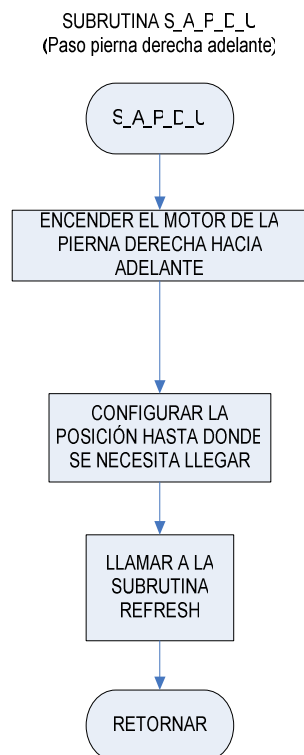 SUBRUTINA S_A_P_D_U
(Paso pierna derecha adelante)
S_A_P_D_U
ENCENDER EL MOTOR DE LA
PIERNA DERECHA HACIA
ADELANTE
CONFIGURAR LA
POSICIÓN HASTA DONDE
SE NECESITA LLEGAR
LLAMAR A LA
SUBRUTINA
REFRESH
RETORNAR